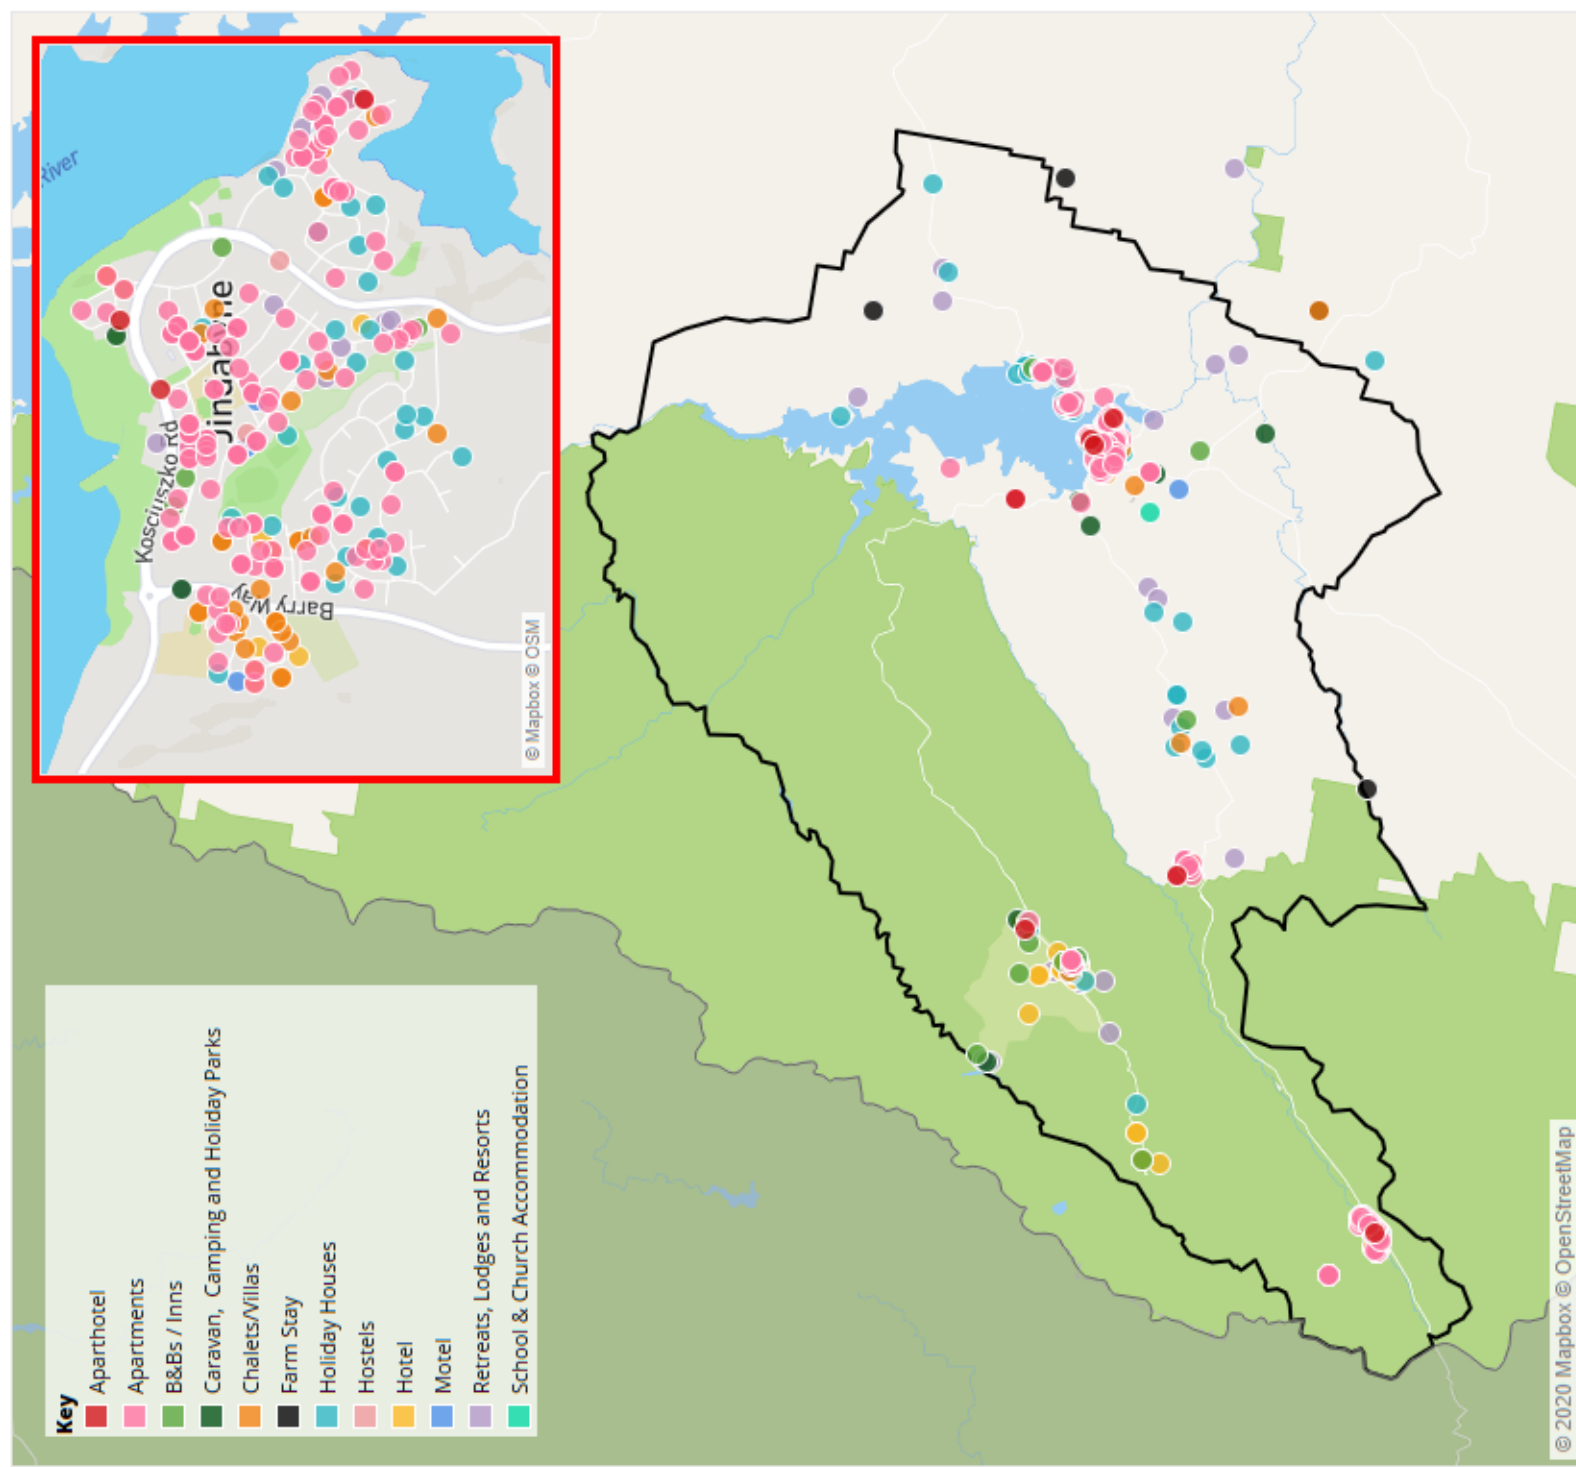 River
Jindabyne
Kosciuszko Rd
Barry Way
© Mapbox © OSM
Key
Aparthotel
Apartments
B&Bs / Inns
Caravan, Camping and Holiday Parks
Chalets/Villas
Farm Stay
Holiday Houses
Hostels
Hotel
Motel
Retreats, Lodges and Resorts
School & Church Accommodation
© 2020 Mapbox © OpenStreetMap